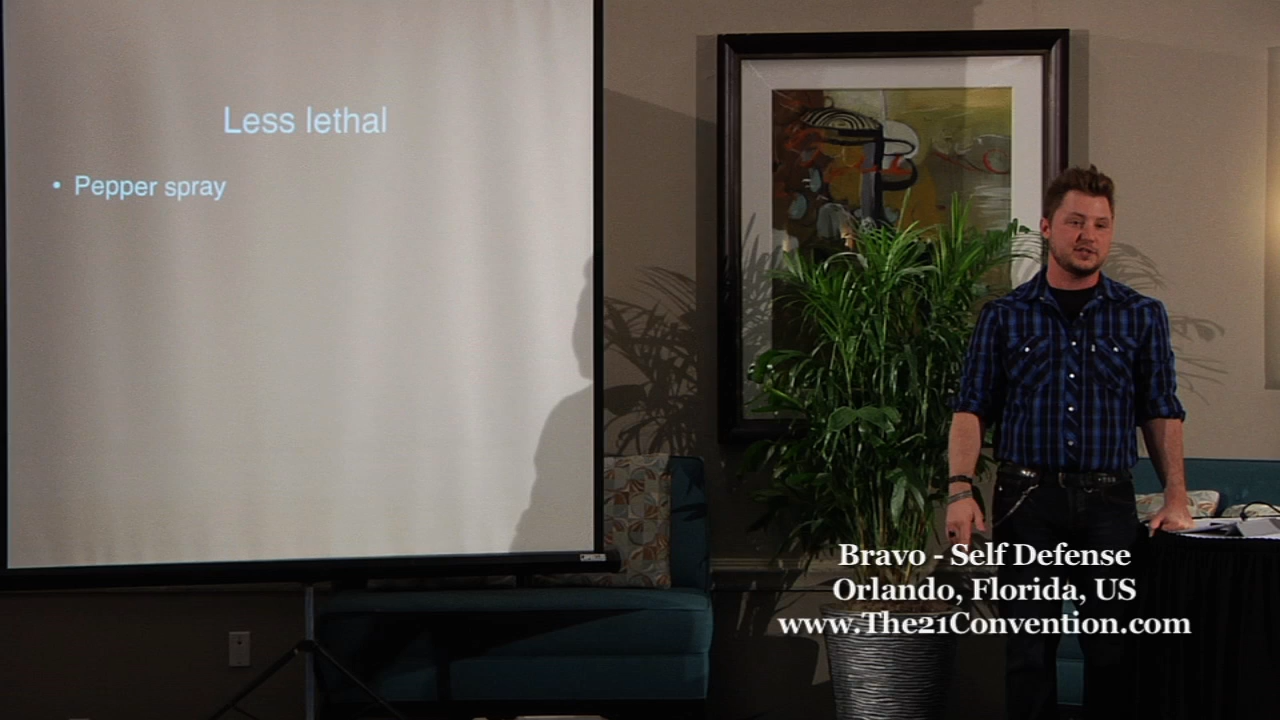 Less lethal
• Pepper spray
Bravo - Self Defense
Orlando, Florida, US
www.The21Convention.com